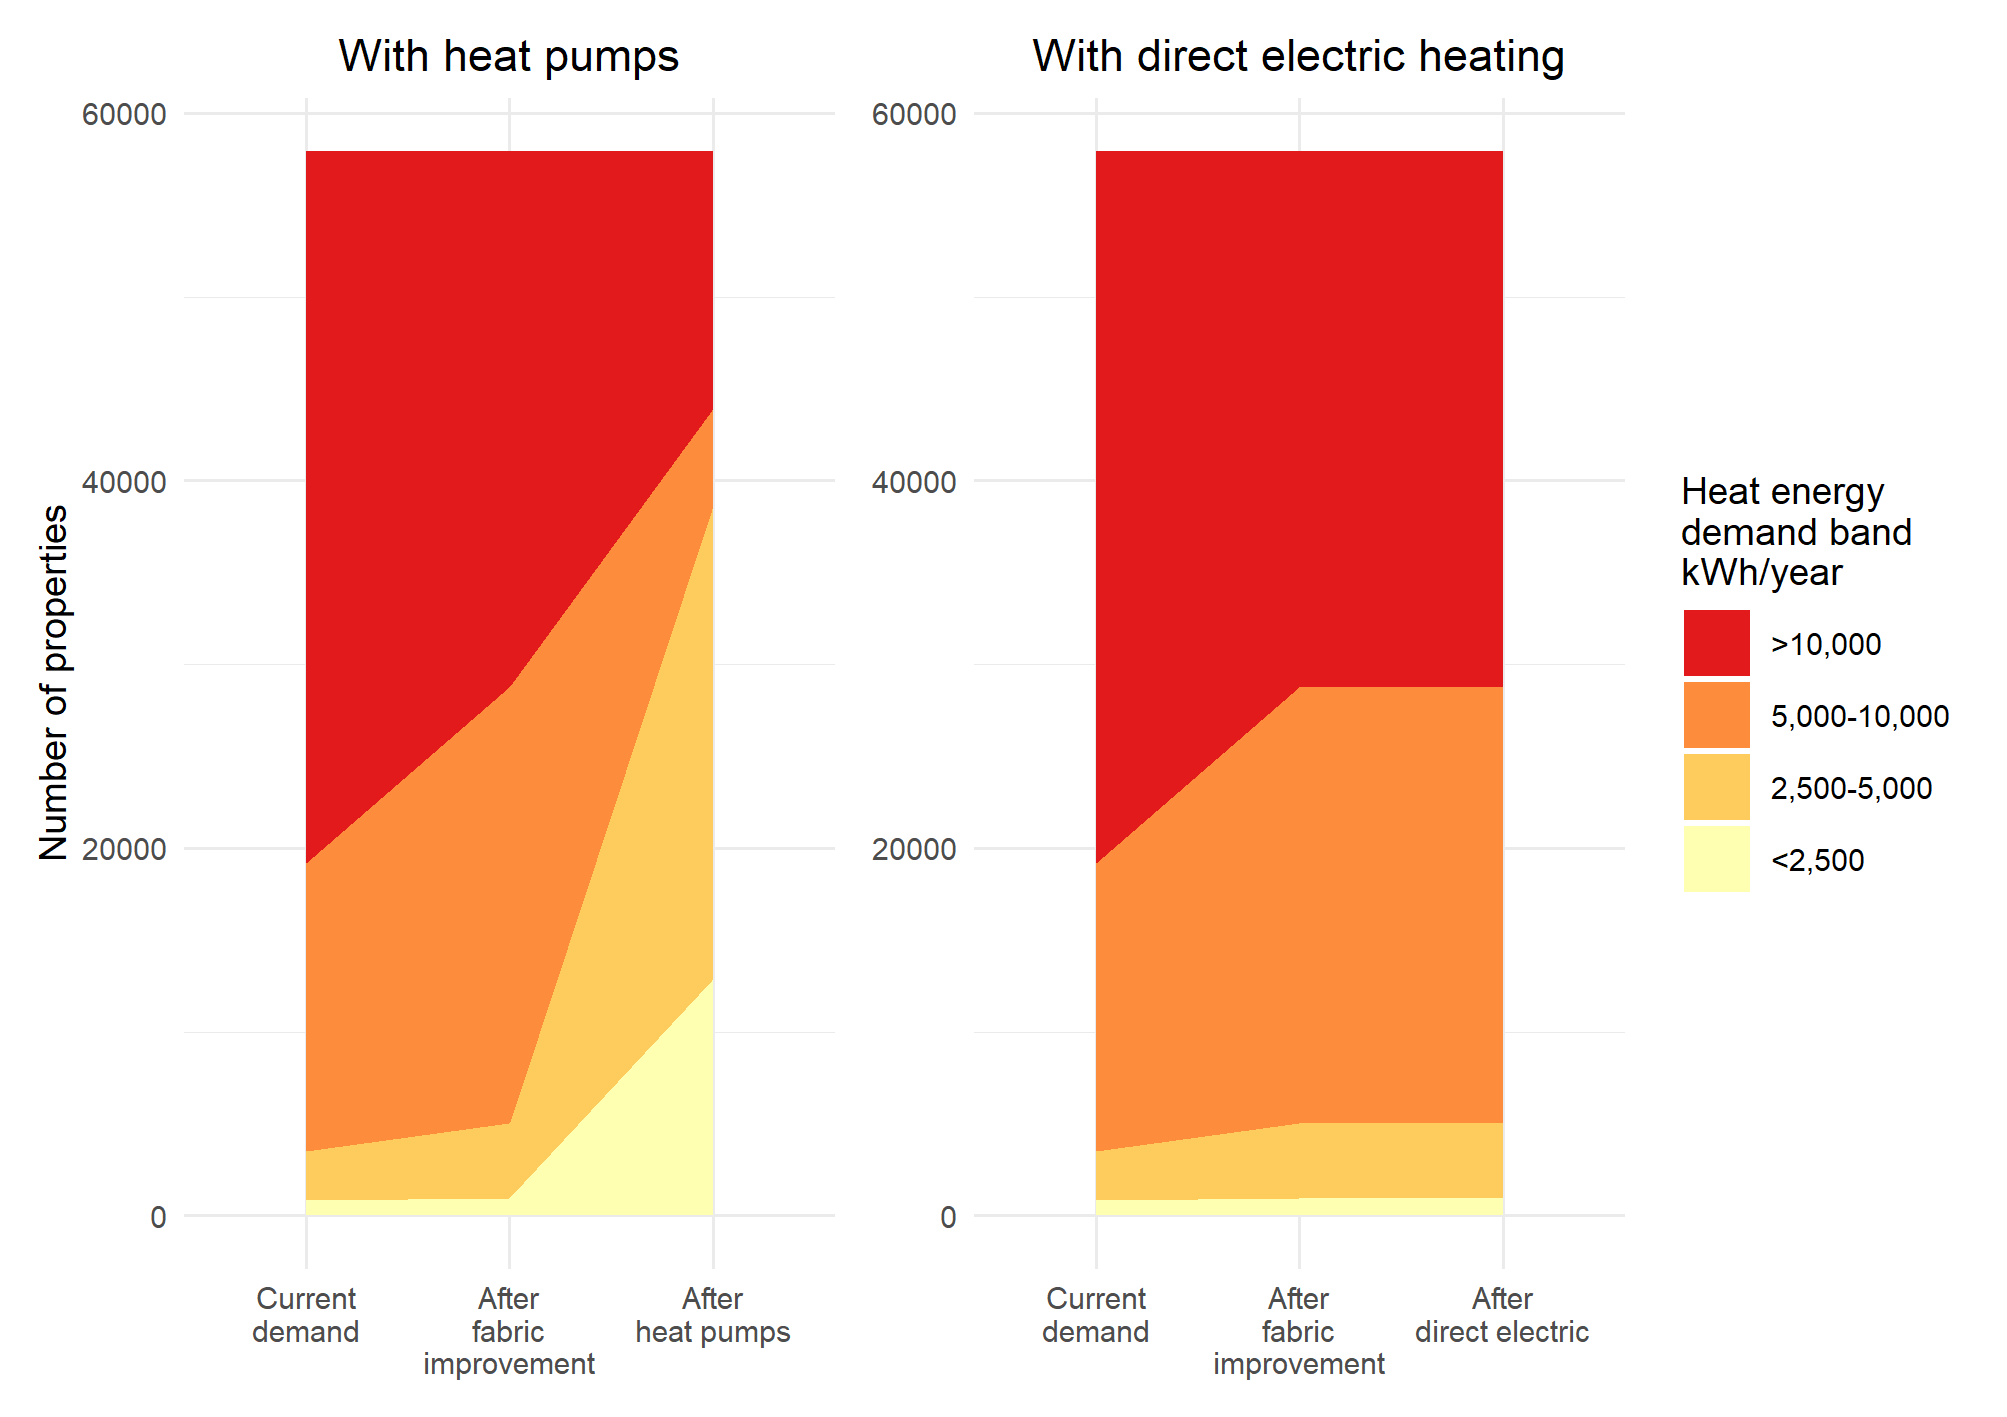 With heat pumps
With direct electric heating
Number of properties
60000
40000
20000
0
Current
demand
After
fabric
improvement
After
heat pumps
60000
40000
20000
0
Current
demand
After
fabric
improvement
After
direct electric
Heat energy
demand band
kWh/year
>10,000
5,000-10,000
2,500-5,000
<2,500